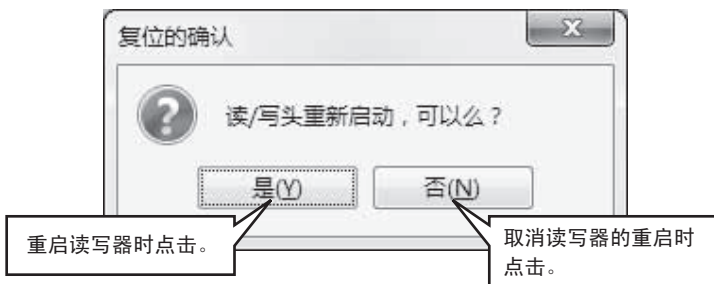 复位的确认
读/写头重新启动，可以么？
是(Y)
否(N)
重启读写器时点击。
取消读写器的重启时
点击。